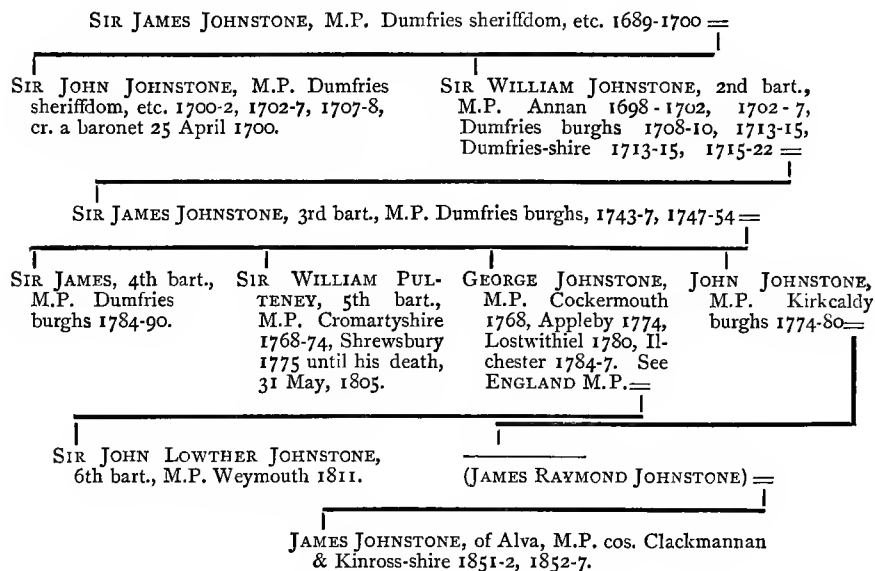 SIR JAMES JOHNSTONE, M.P. Dumfries sheriffdom, etc. 1689-1700 =
SIR JOHN JOHNSTONE, M.P. Dumfries
sheriffdom, etc. 1700-2, 1702-7, 1707-8,
cr. a baronet 25 April 1700.
SIR WILLIAM JOHNSTONE, 2nd bart.,
M.P. Annan 1698-1702, 1702-7,
Dumfries burghs 1708-10, 1713-15,
Dumfries-shire 1713-15, 1715-22 =
SIR JAMES JOHNSTONE, 3rd bart., M.P. Dumfries burghs, 1743-7, 1747-54 =
SIR JAMES, 4th bart.,
M.P. Dumfries
burghs 1784-90.
SIR WILLIAM PUL-
TENEY, 5th bart.,
M.P. Cromartyshire
1768-74, Shrewsbury
1775 until his death,
31 May, 1805.
GEORGE JOHNSTONE,
M.P. Cockermouth
1768, Appleby 1774,
Lostwithiel 1780, Il-
chester 1784-7. See
ENGLAND M.P. =
JOHN JOHNSTONE,
M.P. Kirkcaldy
burghs 1774-80 =
SIR JOHN LOWTHER JOHNSTONE,
6th bart., M.P. Weymouth 1811.
(JAMES RAYMOND JOHNSTONE) =
JAMES JOHNSTONE, of Alva, M.P. cos. Clackmannan
& Kinross-shire 1851-2, 1852-7.